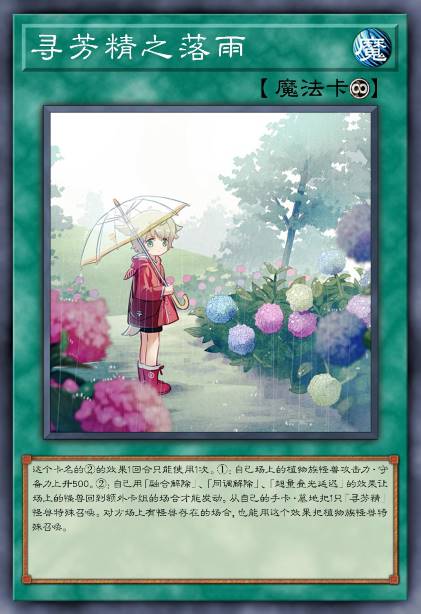 寻芳精之落雨
魔
【魔法卡♾】
这个卡名的②的效果1回合只能使用1次。①：自己场上的植物族怪兽攻击力·守
备力上升500。②：自己用「融合解除」、「同调解除」、「超量叠光延迟」的效果让
场上的怪兽回到额外卡组的场合才能发动。从自己的手卡·墓地把1只「寻芳精」
怪兽特殊召唤。对方场上有怪兽存在的场合，也能用这个效果把植物族怪兽特
殊召唤。